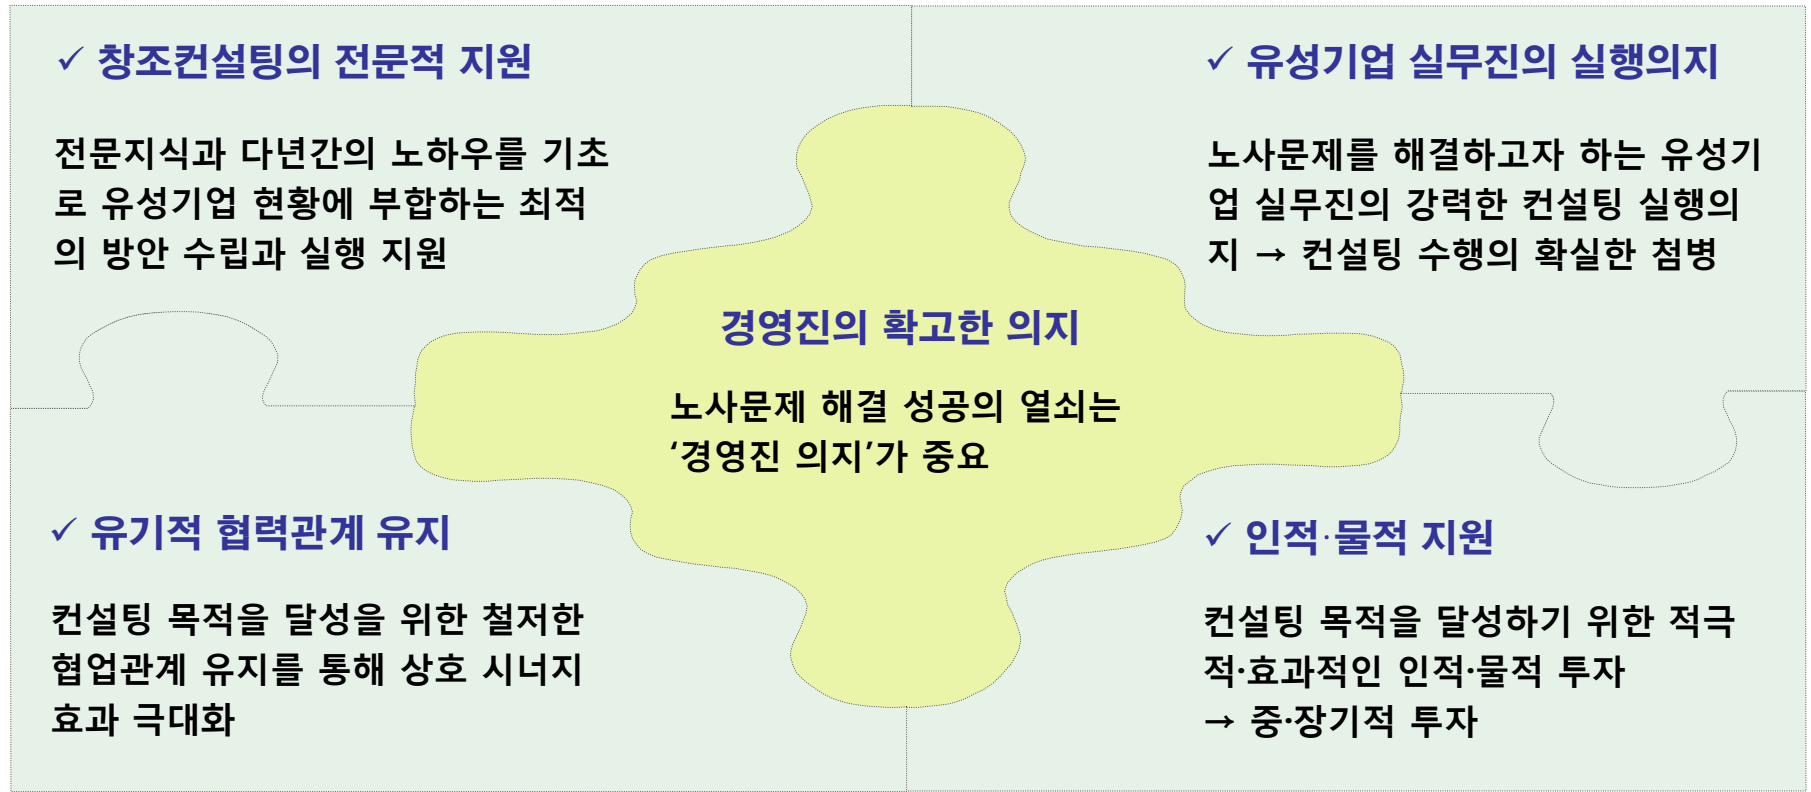 ✓ 창조컨설팅의 전문적 지원
전문지식과 다년간의 노하우를 기초
로 유성기업 현황에 부합하는 최적
의 방안 수립과 실행 지원
✓ 유성기업 실무진의 실행의지
노사문제를 해결하고자 하는 유성기
업 실무진의 강력한 컨설팅 실행의
지 → 컨설팅 수행의 확실한 첨병
경영진의 확고한 의지
노사문제 해결 성공의 열쇠는
‘경영진 의지’가 중요
✓ 유기적 협력관계 유지
컨설팅 목적을 달성을 위한 철저한
협업관계 유지를 통해 상호 시너지
효과 극대화
✓ 인적·물적 지원
컨설팅 목적을 달성하기 위한 적극
적·효과적인 인적·물적 투자
→ 중·장기적 투자